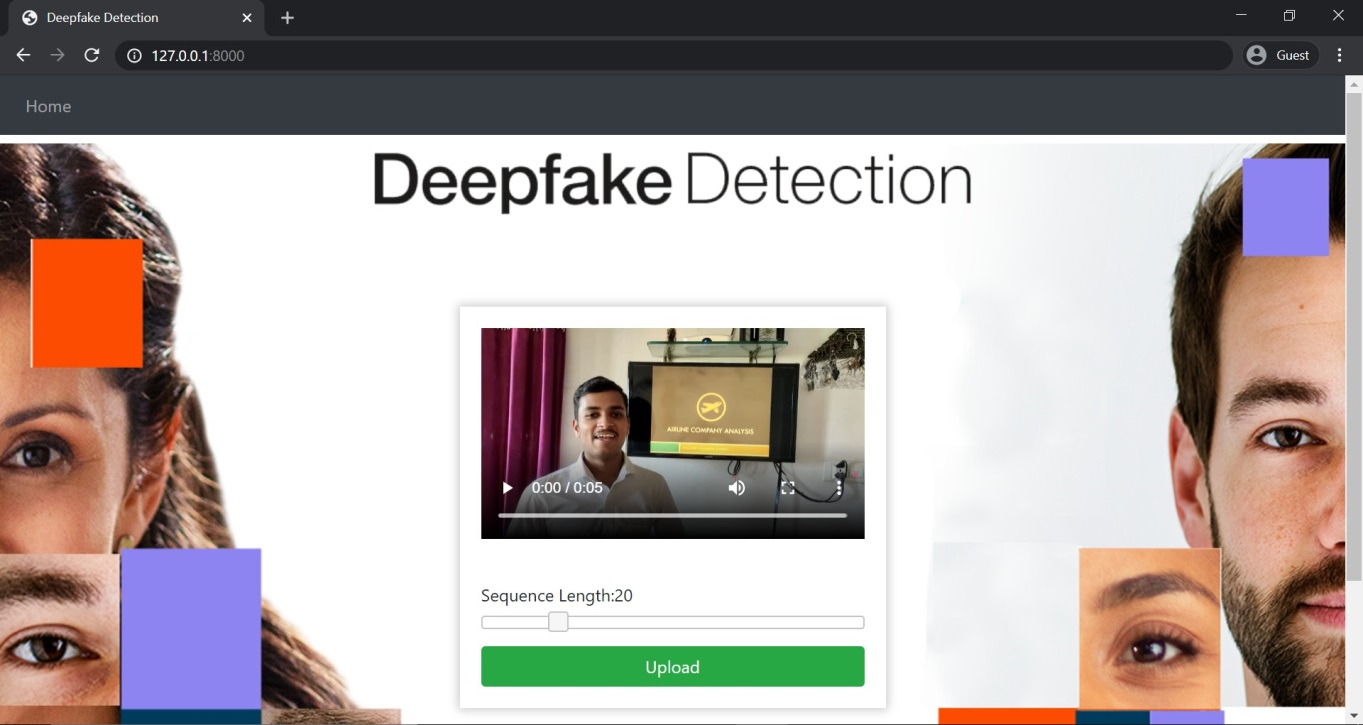 Deepfake Detection
127.0.0.1:8000
Guest
Home
Deepfake Detection
AIRLINE COMPANY ANALYSIS
0:00 / 0:05
Sequence Length:20
Upload